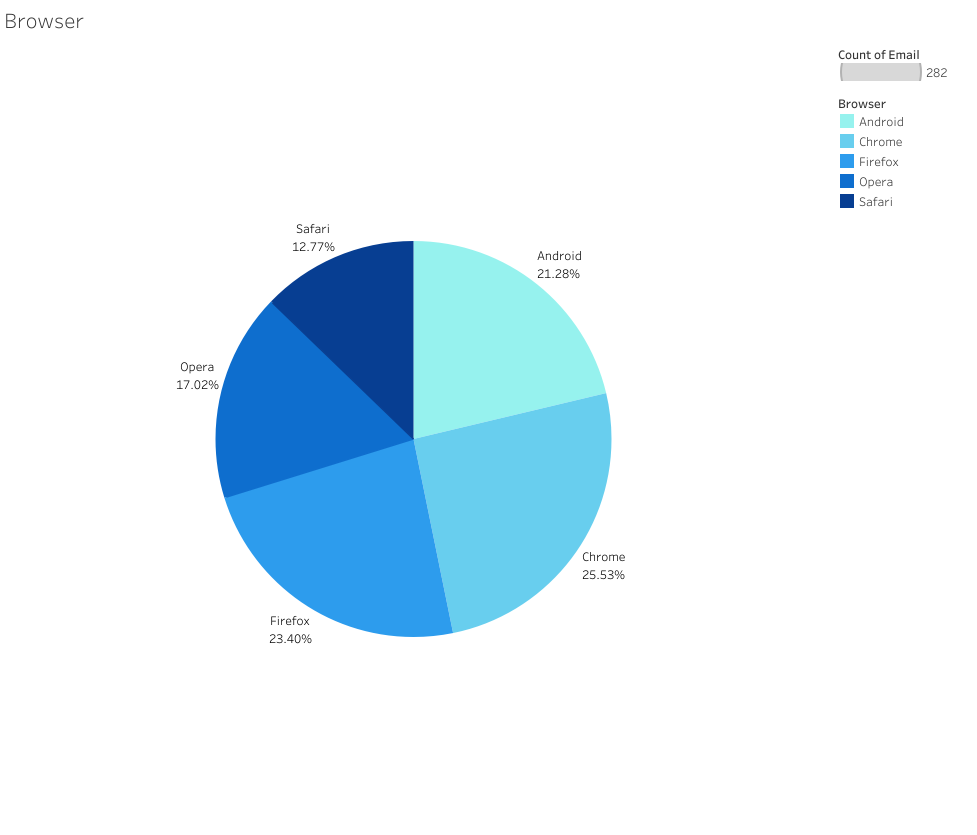 Browser
Count of Email
282
Browser
Android
Chrome
Firefox
Opera
Safari
Safari
12.77%
Android
21.28%
Opera
17.02%
Chrome
25.53%
Firefox
23.40%